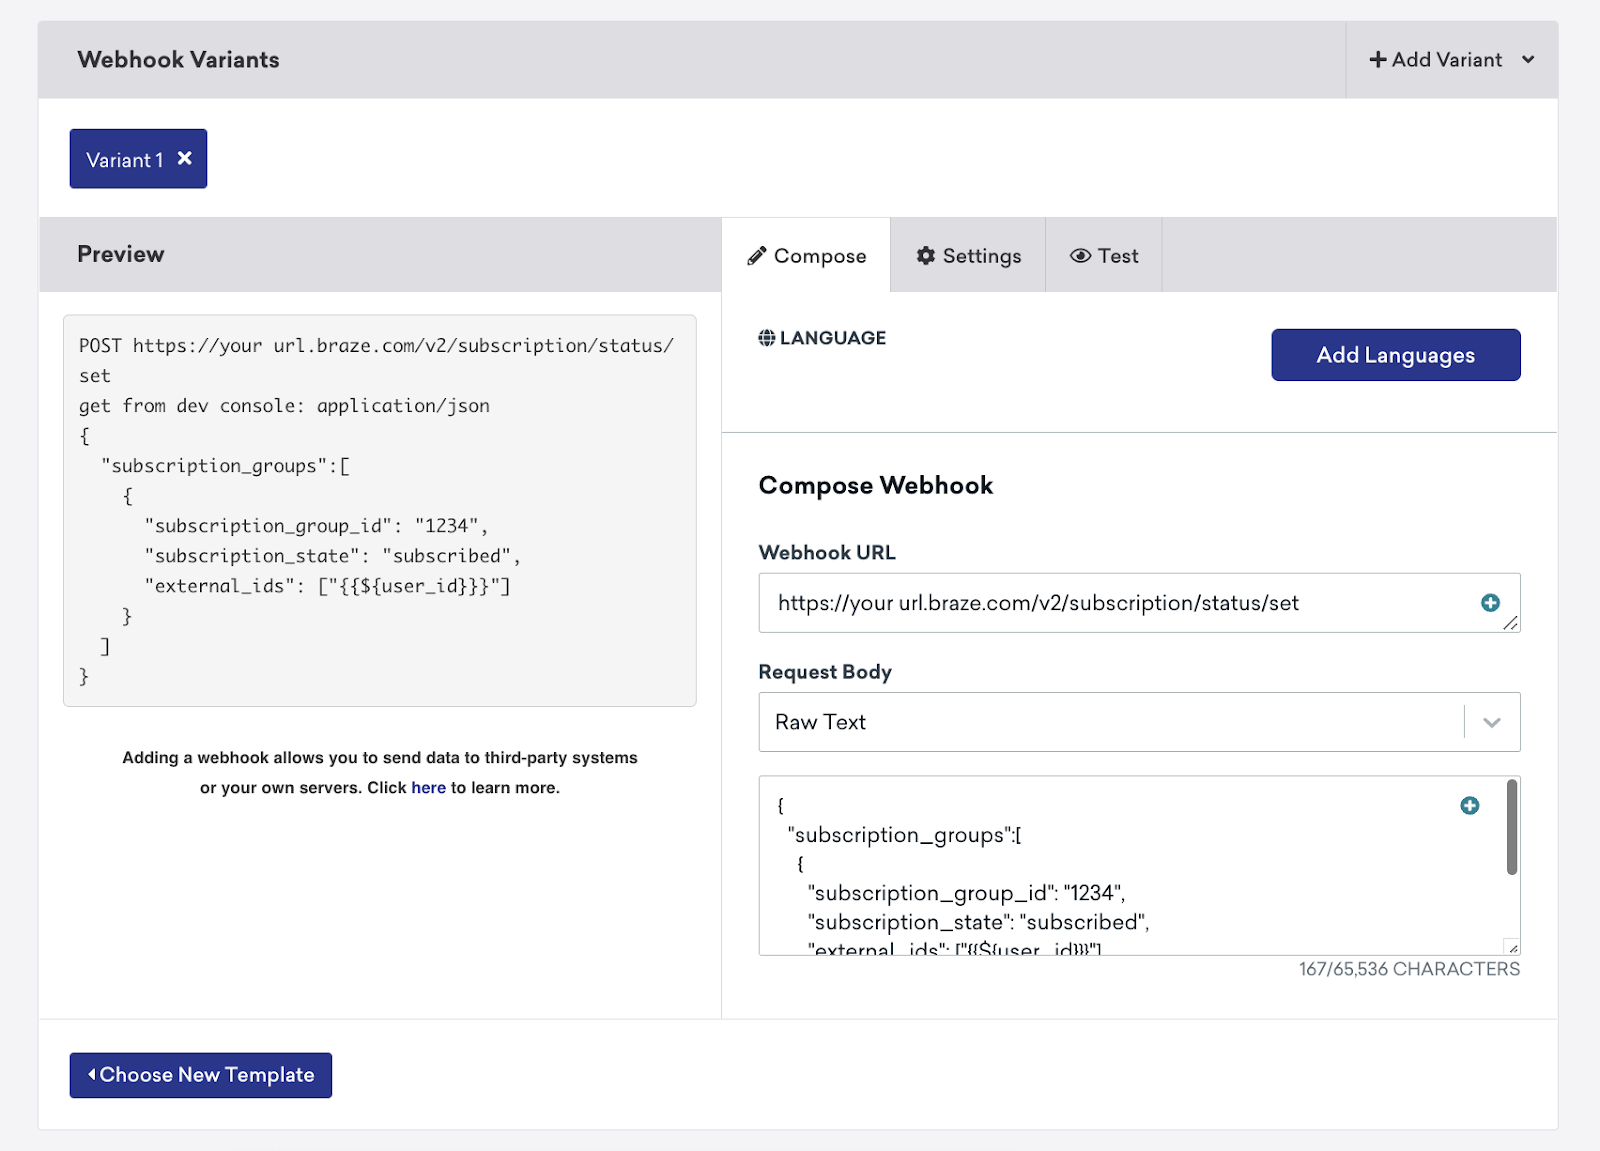 Webhook Variants
Add Variant
Variant 1
Preview
Compose
Settings
Test
POST https://your url.braze.com/v2/subscription/status/
set
get from dev console: application/json
{
  "subscription_groups":[
    {
      "subscription_group_id": "1234",
      "subscription_state": "subscribed",
      "external_ids": ["{{${user_id}}}"]
    }
  ]
}
Adding a webhook allows you to send data to third-party systems
or your own servers. Click here to learn more.
LANGUAGE
Add Languages
Compose Webhook
Webhook URL
https://your url.braze.com/v2/subscription/status/set
Request Body
Raw Text
{
  "subscription_groups":[
    {
      "subscription_group_id": "1234",
      "subscription_state": "subscribed",
      "external_ids": ["{{${user_id}}}"]
167/65,536 CHARACTERS
Choose New Template